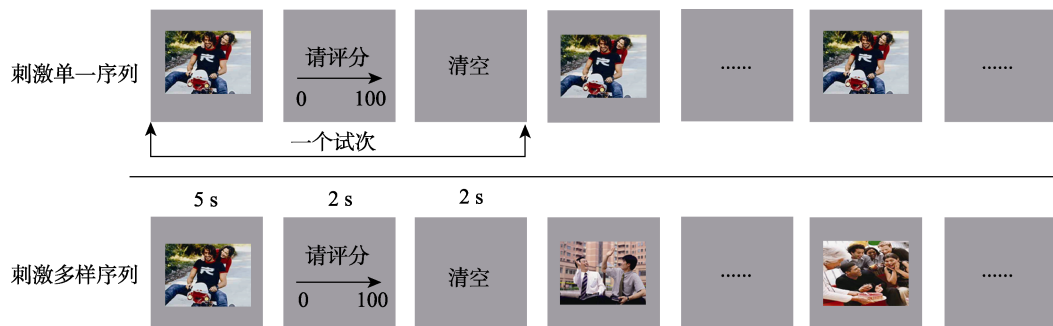 刺激单一序列
请评分
0 100
清空
......
......
一个试次
5 s 2 s 2 s
刺激多样序列
请评分
0 100
清空
......
......